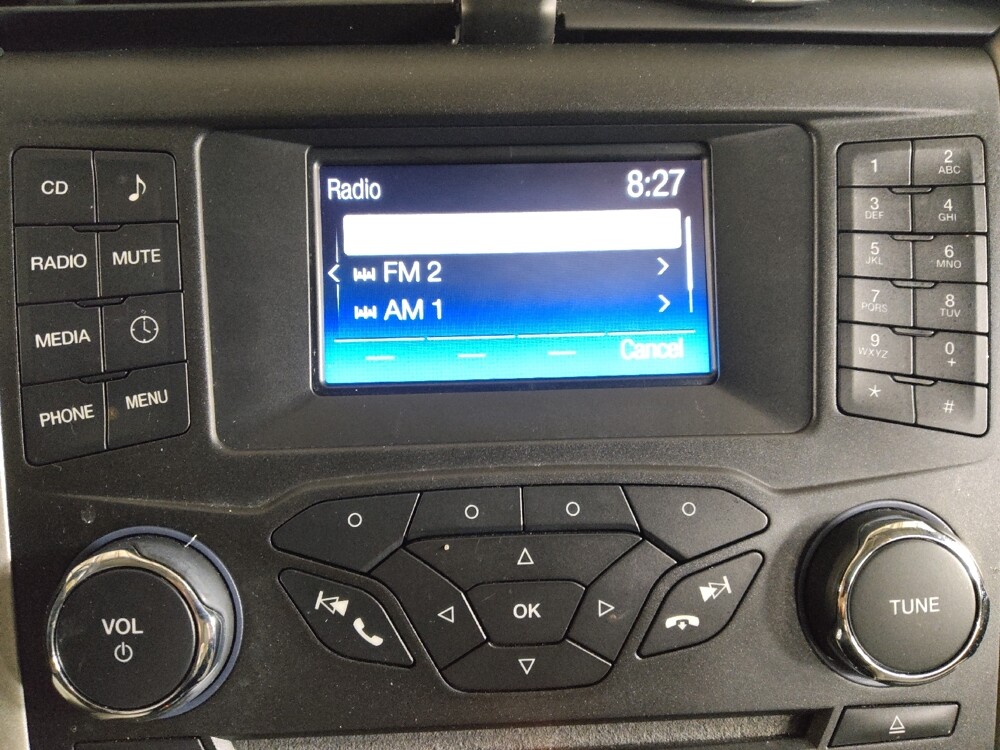 Radio 8:27
FM 2
AM 1
Cancel
CD
RADIO MUTE
MEDIA
PHONE MENU
1 2 ABC
3 DEF 4 GHI
5 JKL 6 MNO
7 PQRS 8 TUV
9 WXYZ 0 +
* #
OK
VOL
TUNE